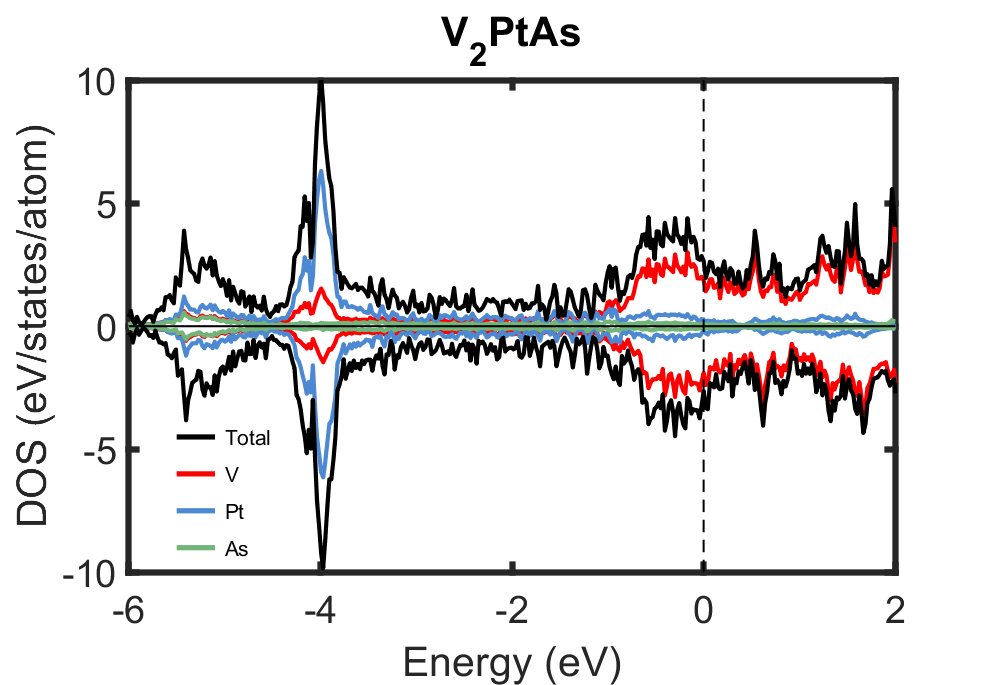 V2PtAs
10
5
0
-5
-10
DOS (eV/states/atom)
Total
V
Pt
As
-6 -4 -2 0 2
Energy (eV)